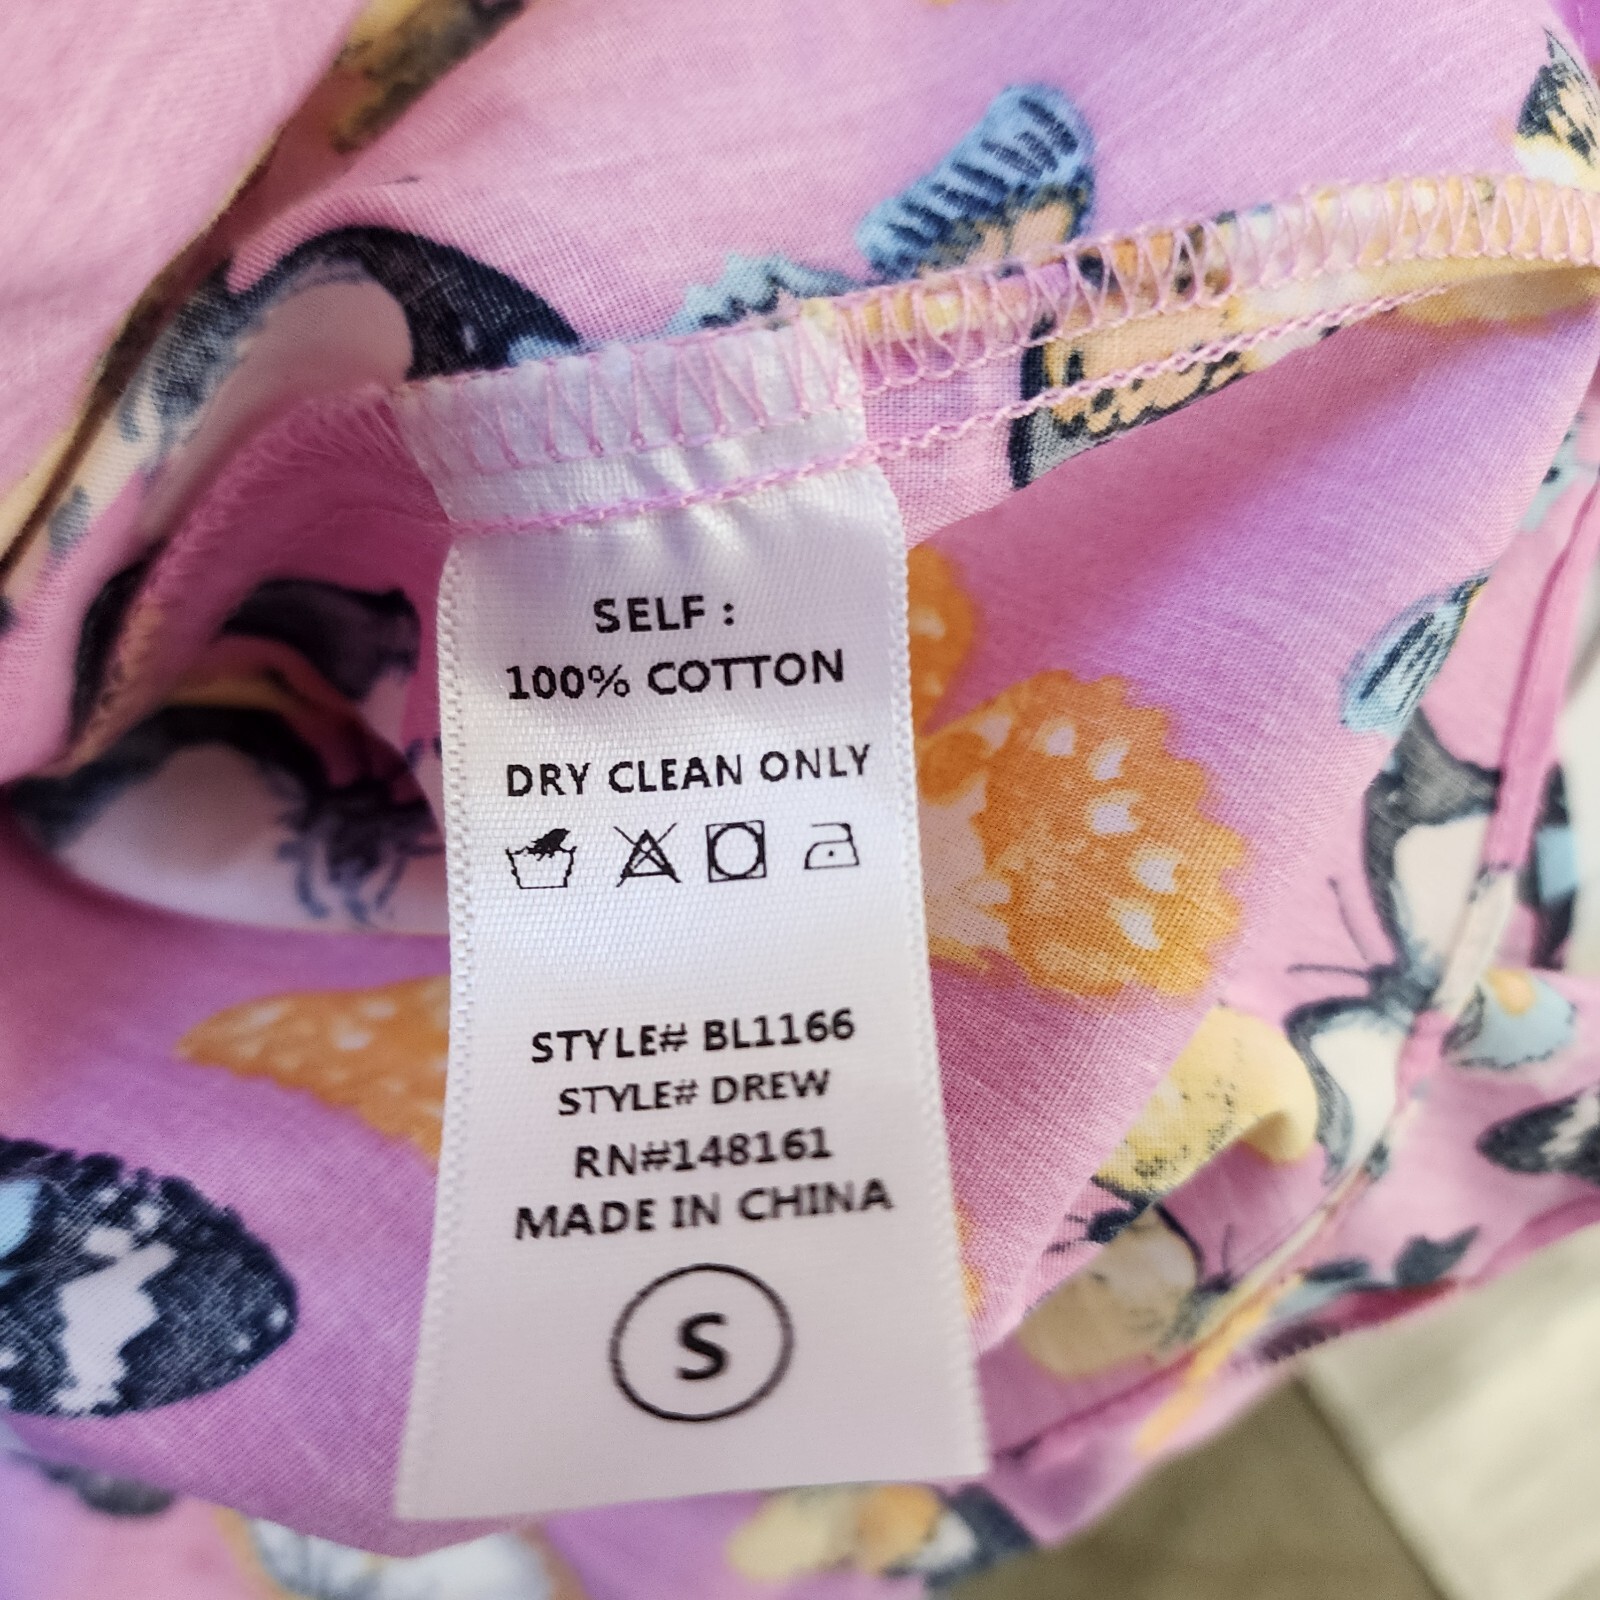 SELF :
100% COTTON
DRY CLEAN ONLY
STYLE# BL1166
STYLE# DREW
RN#148161
MADE IN CHINA
S